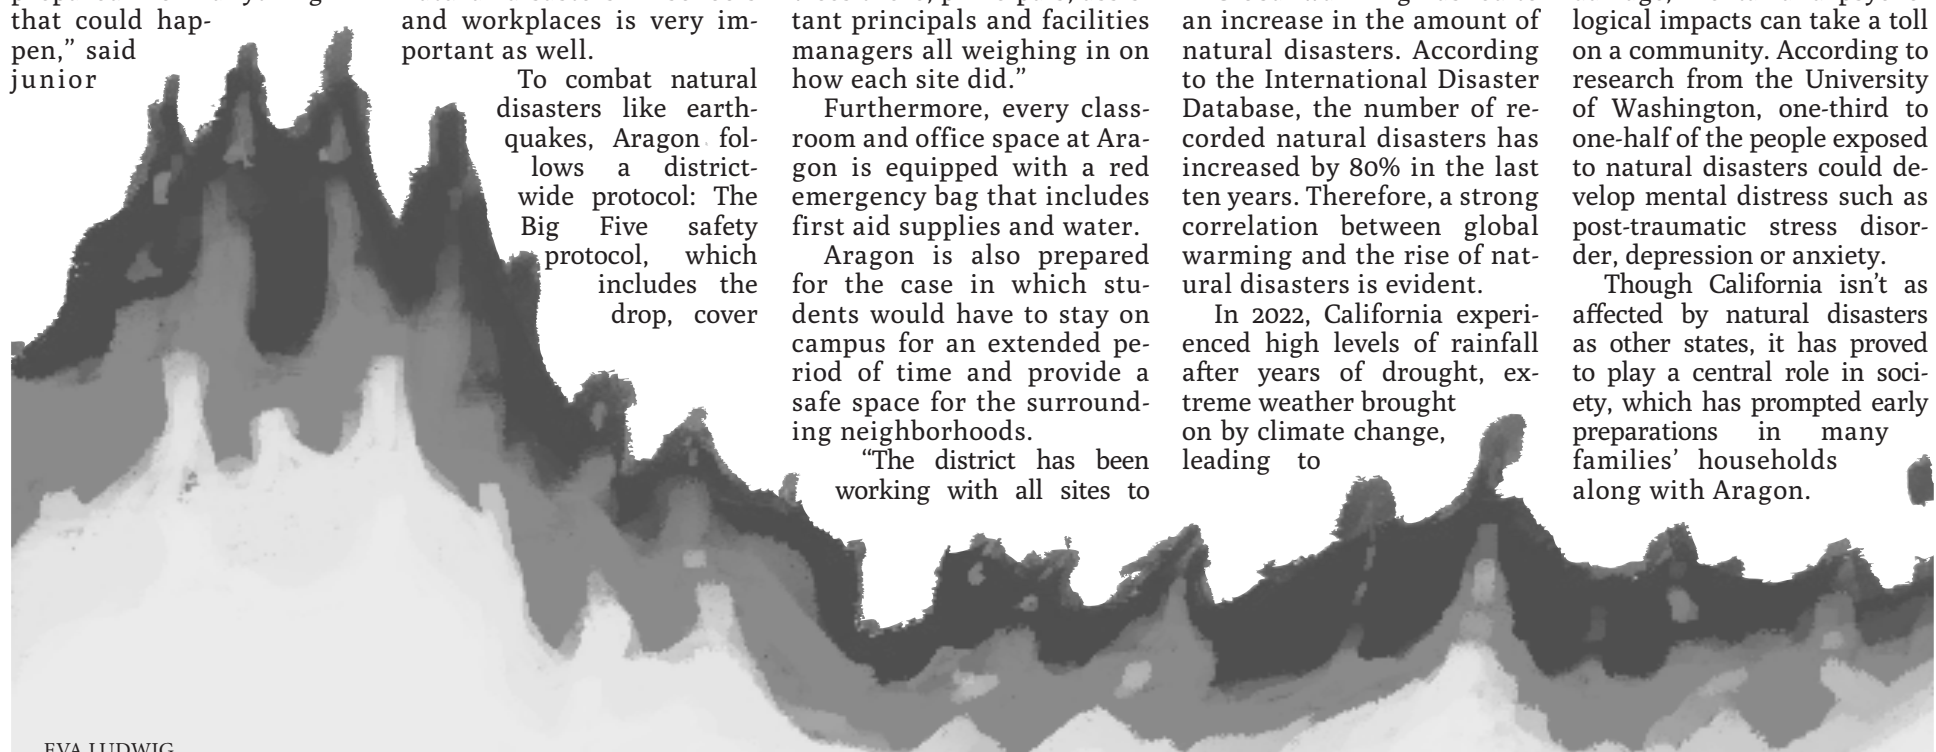 that could hap-
pen,” said
junior
and workplaces is very im-
portant as well.
To combat natural
disasters like earth-
quakes, Aragon fol-
lows a district-
wide protocol: The
Big Five safety
protocol, which
includes the
drop, cover
tant principals and facilities
managers all weighing in on
how each site did.”
Furthermore, every class-
room and office space at Ara-
gon is equipped with a red
emergency bag that includes
first aid supplies and water.
Aragon is also prepared
for the case in which stu-
dents would have to stay on
campus for an extended pe-
riod of time and provide a
safe space for the surround-
ing neighborhoods.
“The district has been
working with all sites to
an increase in the amount of
natural disasters. According
to the International Disaster
Database, the number of re-
corded natural disasters has
increased by 80% in the last
ten years. Therefore, a strong
correlation between global
warming and the rise of nat-
ural disasters is evident.
In 2022, California experi-
enced high levels of rainfall
after years of drought, ex-
treme weather brought
on by climate change,
leading to
logical impacts can take a toll
on a community. According to
research from the University
of Washington, one-third to
one-half of the people exposed
to natural disasters could de-
velop mental distress such as
post-traumatic stress disor-
der, depression or anxiety.
Though California isn’t as
affected by natural disasters
as other states, it has proved
to play a central role in soci-
ety, which has prompted early
preparations in many
families’ households
along with Aragon.
EVA LUDWIG